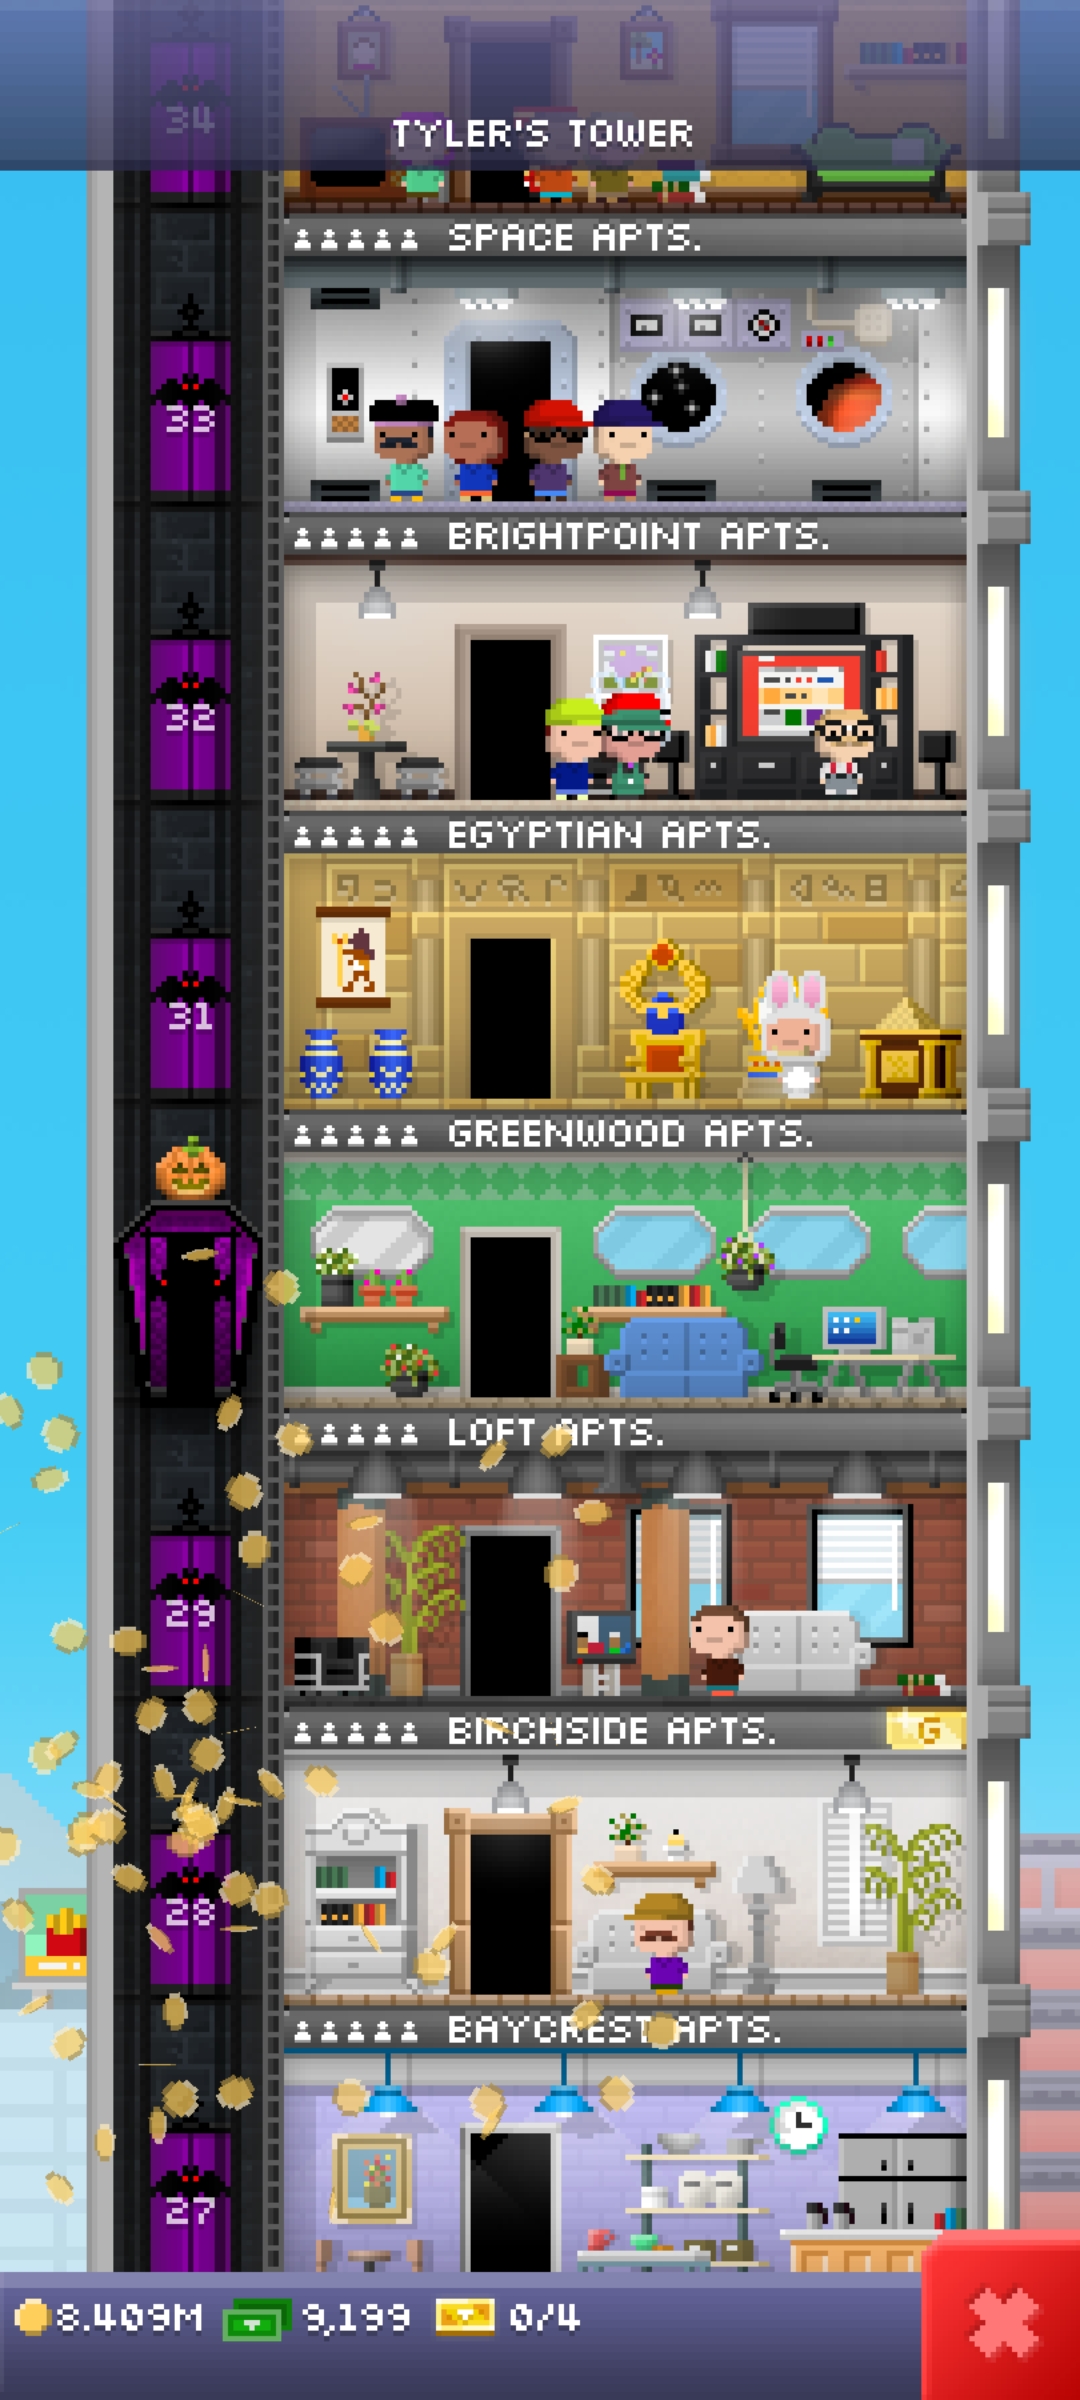 34
TYLER'S TOWER
SPACE APTS.
33
BRIGHTPOINT APTS.
32
EGYPTIAN APTS.
31
GREENWOOD APTS.
LOFT APTS.
29
BIRCHSIDE APTS.
G
28
BAYCREST APTS.
27
8.409M 9,199 0/4